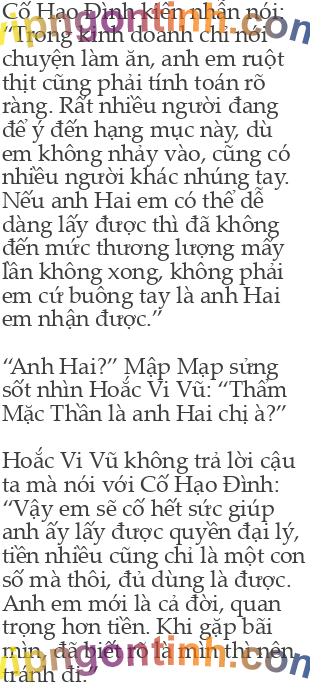 Cố Hạo Đình kiên nhẫn nói:
“Trong kinh doanh chỉ nói
chuyện làm ăn, anh em ruột
thịt cũng phải tính toán rõ
ràng. Rất nhiều người đang
để ý đến hạng mục này, dù
em không nhảy vào, cũng có
nhiều người khác nhúng tay.
Nếu anh Hai em có thể dễ
dàng lấy được thì đã không
đến mức thương lượng mấy
lần không xong, không phải
em cứ buông tay là anh Hai
em nhận được.”
“Anh Hai?” Mập Mạp sửng
sốt nhìn Hoắc Vi Vũ: “Thẩm
Mặc Thần là anh Hai chị à?”
Hoắc Vi Vũ không trả lời cậu
ta mà nói với Cố Hạo Đình:
“Vậy em sẽ cố hết sức giúp
anh ấy lấy được quyền đại lý,
tiền nhiều cũng chỉ là một con
số mà thôi, đủ dùng là được.
Anh em mới là cả đời, quan
trọng hơn tiền. Khi gặp bãi
mìn, đã biết rõ là mìn thì nên
tránh đi.”
vipngontinh.com
vipngontinh.com